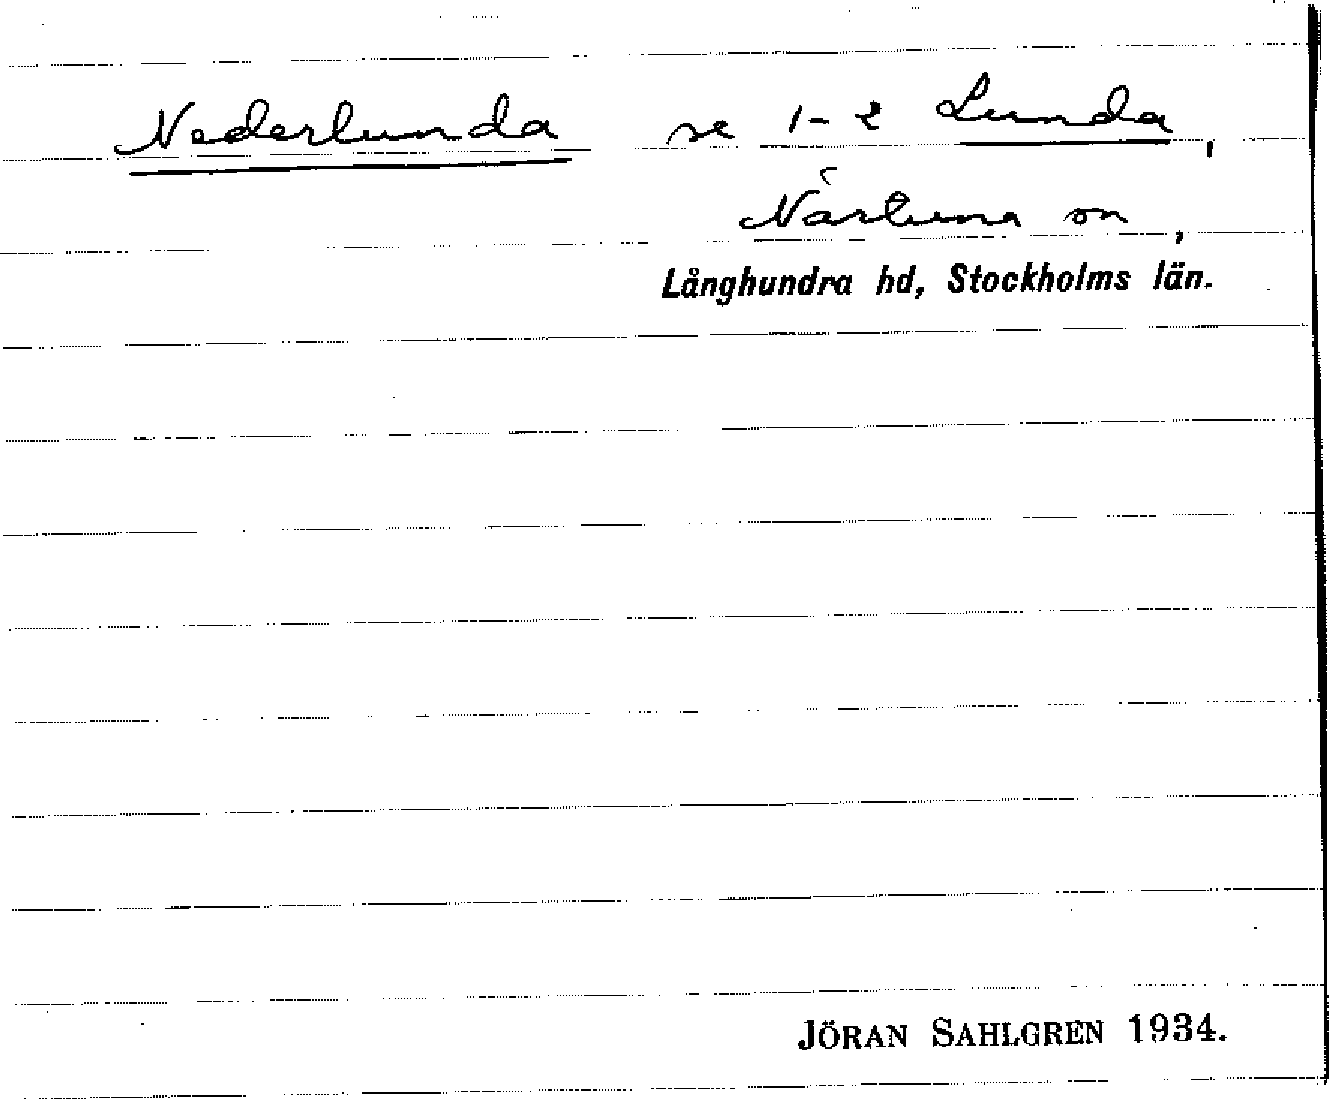 Nederlunda se 1-2 Lunda,
Närtuna sn,
Långhundra hd, Stockholms län.
JÖRAN SAHLGREN 1934.